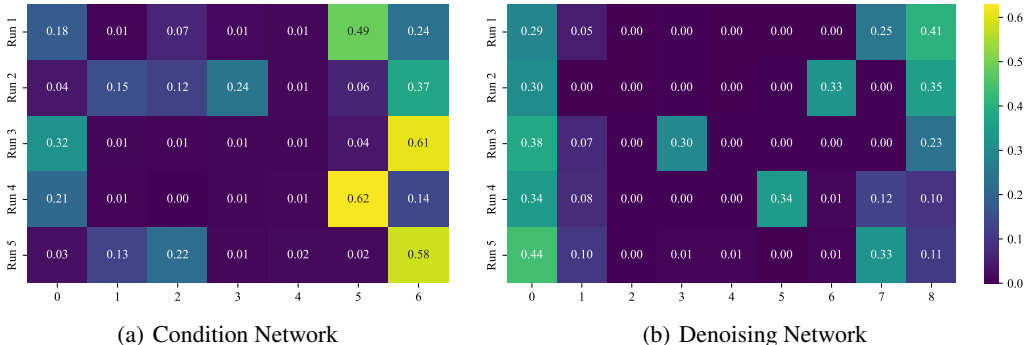 Run 1 0.18 0.01 0.07 0.01 0.01 0.49 0.24 Run 1 0.29 0.05 0.00 0.00 0.00 0.00 0.00 0.25 0.41 0.6
Run 2 0.04 0.15 0.12 0.24 0.01 0.06 0.37 Run 2 0.30 0.00 0.00 0.00 0.00 0.00 0.33 0.00 0.35 0.5
0.4
Run 3 0.32 0.01 0.01 0.01 0.01 0.04 0.61 Run 3 0.38 0.07 0.00 0.30 0.00 0.00 0.00 0.00 0.23 0.3
Run 4 0.21 0.01 0.00 0.01 0.01 0.62 0.14 Run 4 0.34 0.08 0.00 0.00 0.00 0.34 0.01 0.12 0.10 0.2
0.1
Run 5 0.03 0.13 0.22 0.01 0.02 0.02 0.58 Run 5 0.44 0.10 0.00 0.01 0.01 0.00 0.01 0.33 0.11 0.0
0 1 2 3 4 5 6 0 1 2 3 4 5 6 7 8
(a) Condition Network (b) Denoising Network